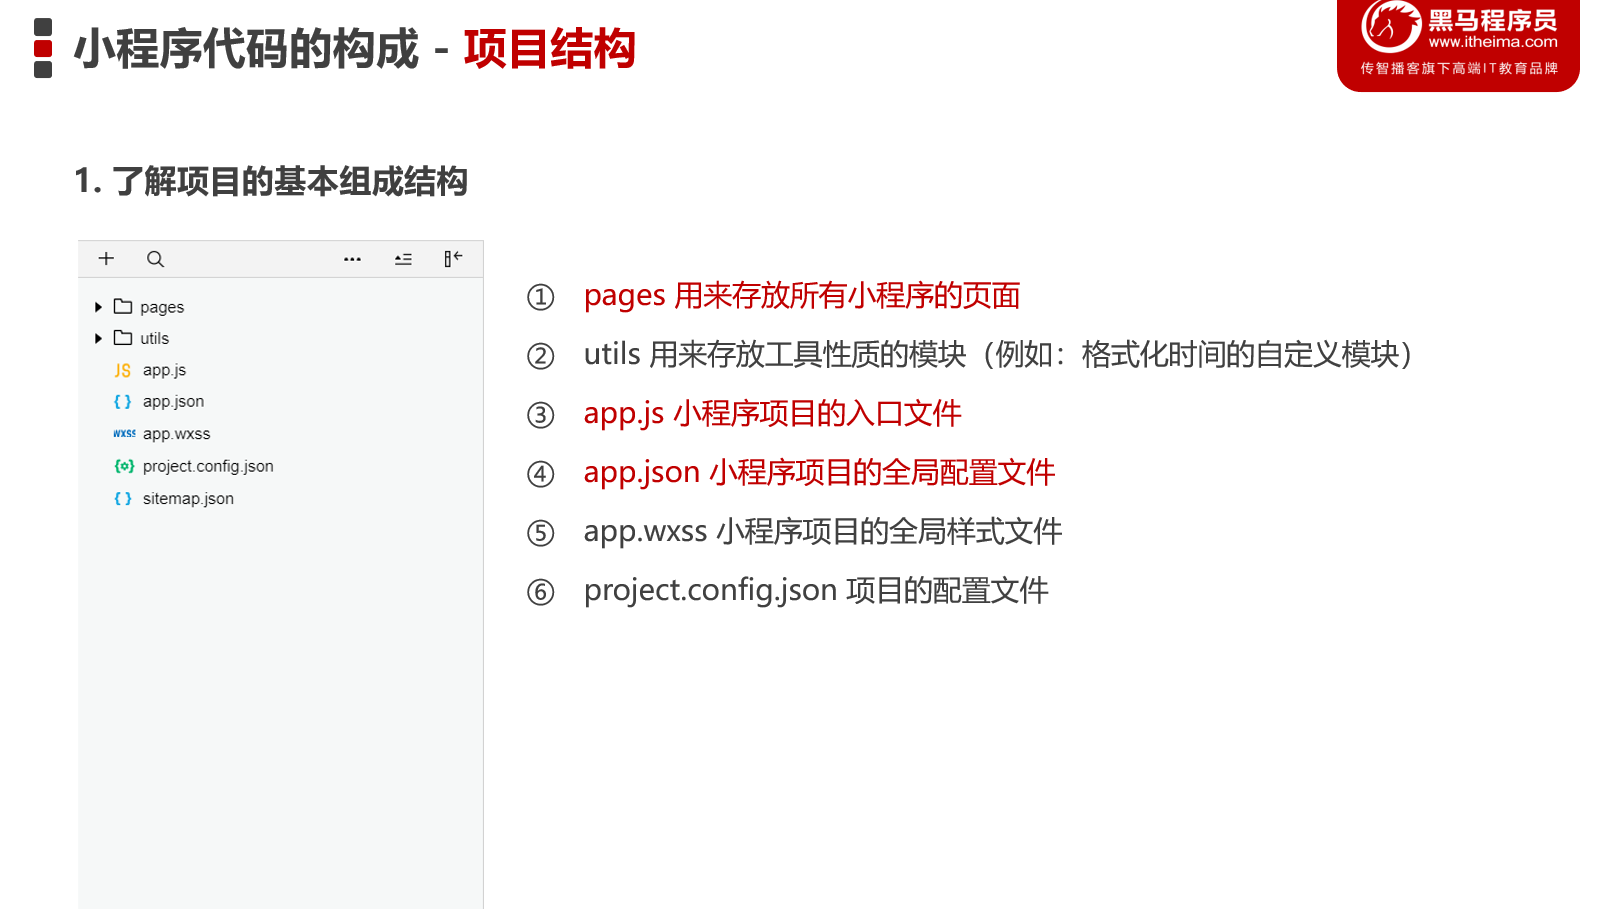 小程序代码的构成 - 项目结构
黑马程序员
www.itheima.com
传智播客旗下高端IT教育品牌
1. 了解项目的基本组成结构
pages
utils
JS app.js
{ } app.json
WXSS app.wxss
project.config.json
{ } sitemap.json
① pages 用来存放所有小程序的页面
② utils 用来存放工具性质的模块（例如：格式化时间的自定义模块）
③ app.js 小程序项目的入口文件
④ app.json 小程序项目的全局配置文件
⑤ app.wxss 小程序项目的全局样式文件
⑥ project.config.json 项目的配置文件